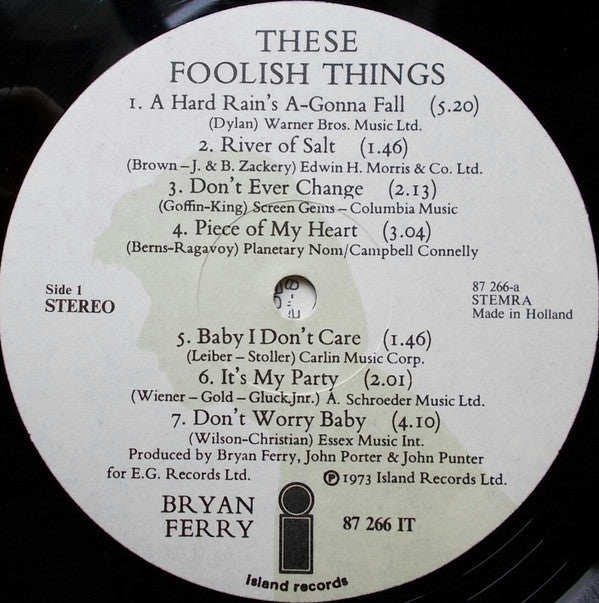 THESE
FOOLISH THINGS
1. A Hard Rain's A-Gonna Fall (5.20)
(Dylan) Warner Bros. Music Ltd.
2. River of Salt (1.46)
(Brown – J. & B. Zackery) Edwin H. Morris & Co. Ltd.
3. Don't Ever Change (2.13)
(Goffin-King) Screen Gems – Columbia Music
4. Piece of My Heart (3.04)
(Berns-Ragavoy) Planetary Nom/Campbell Connelly
Side 1
STEREO
87 266-a
STEMRA
Made in Holland
5. Baby I Don't Care (1.46)
(Leiber – Stoller) Carlin Music Corp.
6. It's My Party (2.01)
(Wiener – Gold – Gluck.Jnr.) A. Schroeder Music Ltd.
7. Don't Worry Baby (4.10)
(Wilson-Christian) Essex Music Int.
Produced by Bryan Ferry, John Porter & John Punter
for E.G. Records Ltd.
℗ 1973 Island Records Ltd.
BRYAN
FERRY
87 266 IT
island records